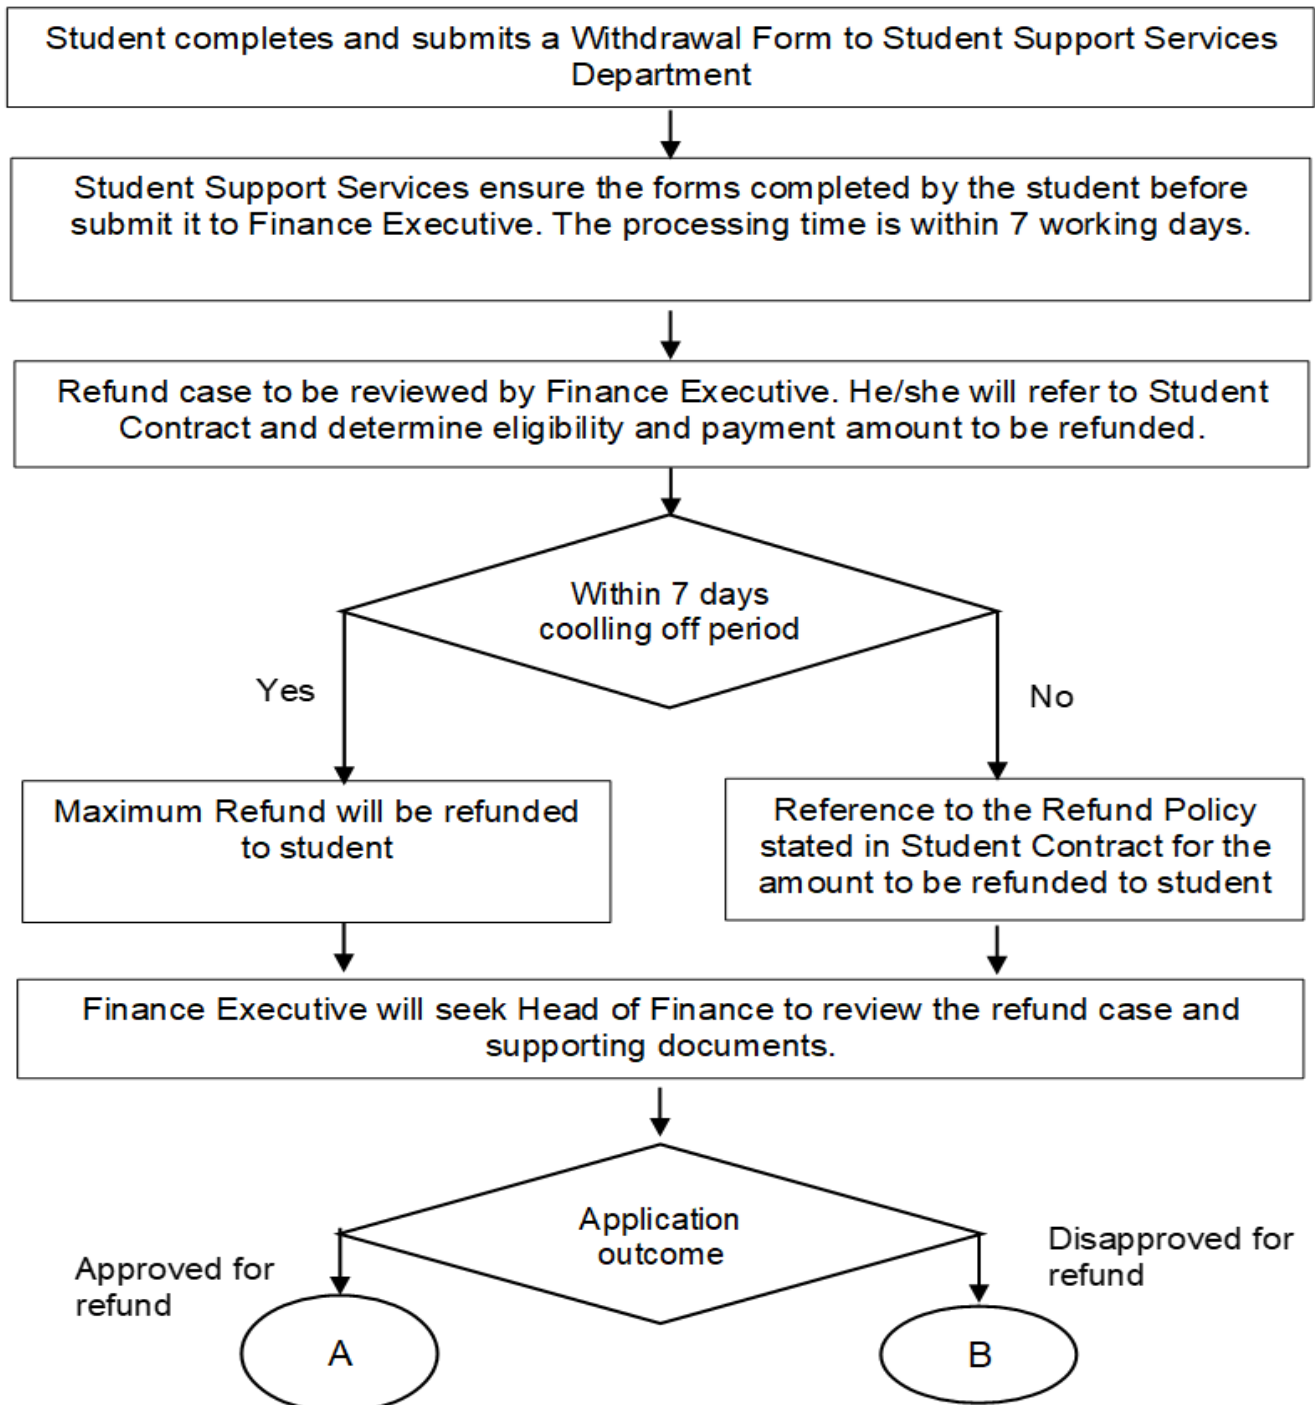 Student completes and submits a Withdrawal Form to Student Support Services
Department
Student Support Services ensure the forms completed by the student before
submit it to Finance Executive. The processing time is within 7 working days.
Refund case to be reviewed by Finance Executive. He/she will refer to Student
Contract and determine eligibility and payment amount to be refunded.
Within 7 days
coolling off period
Yes
No
Maximum Refund will be refunded
to student
Reference to the Refund Policy
stated in Student Contract for the
amount to be refunded to student
Finance Executive will seek Head of Finance to review the refund case and
supporting documents.
Application
outcome
Approved for
refund
Disapproved for
refund
A
B